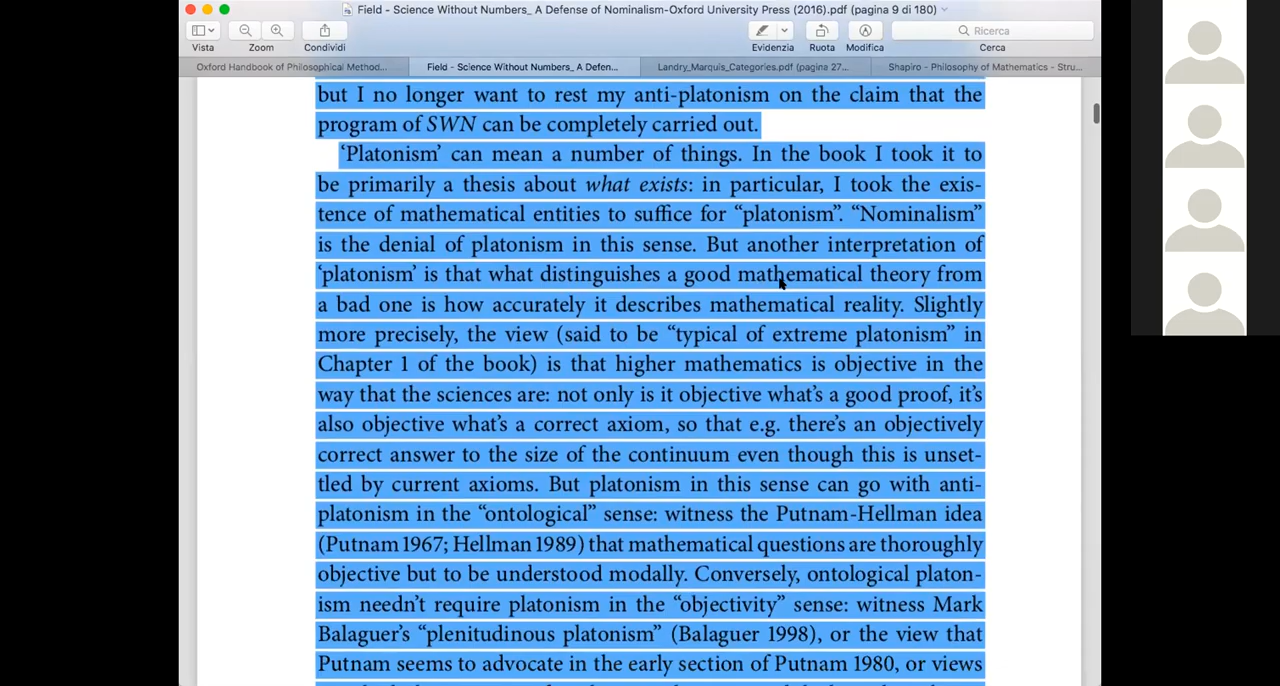 Field - Science Without Numbers_ A Defense of Nominalism-Oxford University Press (2016).pdf (pagina 9 di 180)
Vista
Zoom
Condividi
Evidenzia
Ruota
Modifica
Ricerca
Cerca
Oxford Handbook of Philosophical Method...
Field - Science Without Numbers_ A Defen...
Landry_Marquis_Categories.pdf (pagina 27...
Shapiro - Philosophy of Mathematics - Stru...
but I no longer want to rest my anti-platonism on the claim that the
program of SWN can be completely carried out.
‘Platonism’ can mean a number of things. In the book I took it to
be primarily a thesis about what exists: in particular, I took the exis-
tence of mathematical entities to suffice for “platonism”. “Nominalism”
is the denial of platonism in this sense. But another interpretation of
‘platonism’ is that what distinguishes a good mathematical theory from
a bad one is how accurately it describes mathematical reality. Slightly
more precisely, the view (said to be “typical of extreme platonism” in
Chapter 1 of the book) is that higher mathematics is objective in the
way that the sciences are: not only is it objective what’s a good proof, it’s
also objective what’s a correct axiom, so that e.g. there’s an objectively
correct answer to the size of the continuum even though this is unset-
tled by current axioms. But platonism in this sense can go with anti-
platonism in the “ontological” sense: witness the Putnam-Hellman idea
(Putnam 1967; Hellman 1989) that mathematical questions are thoroughly
objective but to be understood modally. Conversely, ontological platon-
ism needn’t require platonism in the “objectivity” sense: witness Mark
Balaguer’s “plenitudinous platonism” (Balaguer 1998), or the view that
Putnam seems to advocate in the early section of Putnam 1980, or views